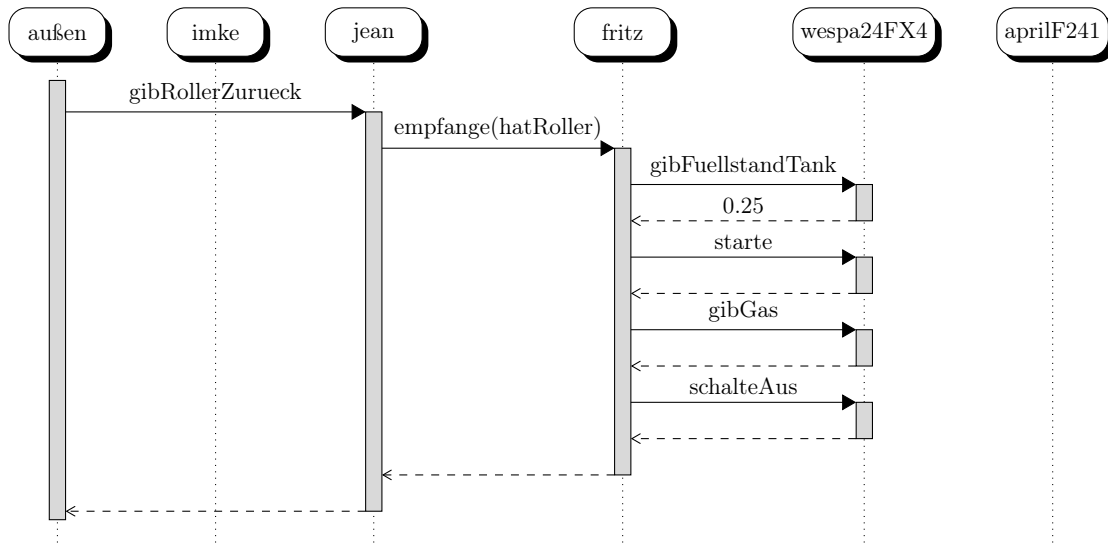 außen imke jean fritz wespa24FX4 aprilF241
gibRollerZurueck
empfange(hatRoller)
gibFuellstandTank
0.25
starte
gibGas
schalteAus